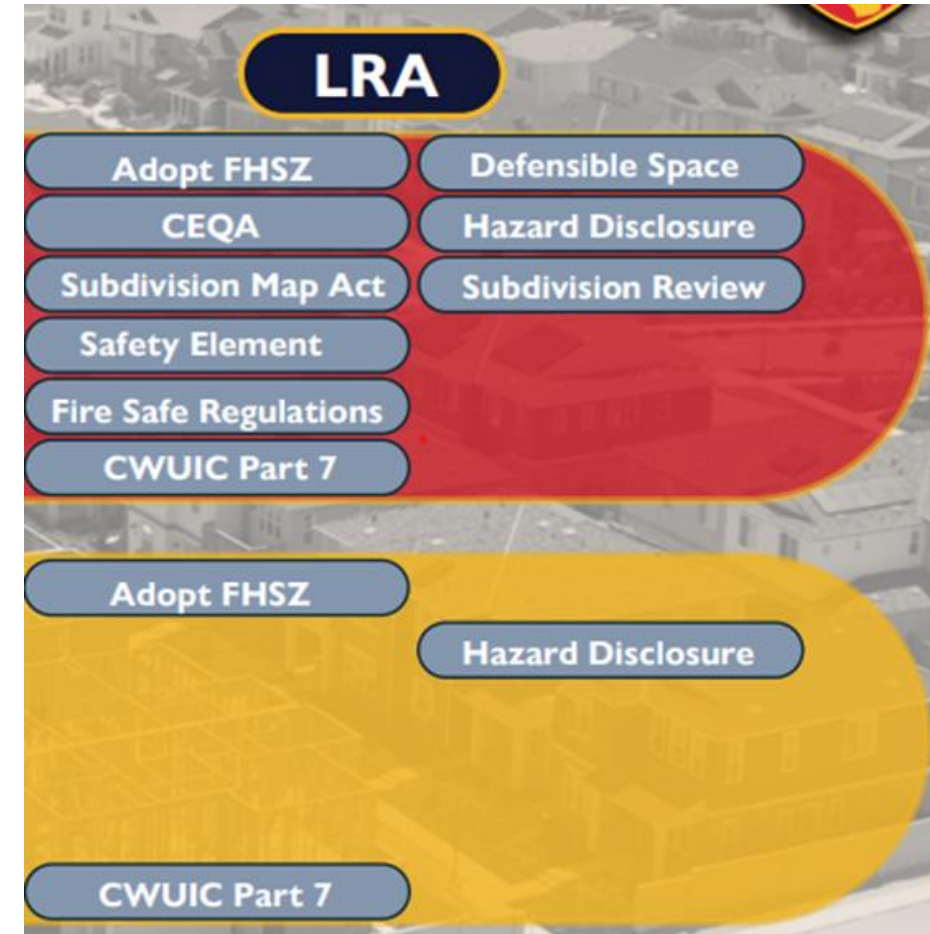 LRA
Adopt FHSZ
Defensible Space
CEQA
Hazard Disclosure
Subdivision Map Act
Subdivision Review
Safety Element
Fire Safe Regulations
CWUIC Part 7
Adopt FHSZ
Hazard Disclosure
CWUIC Part 7